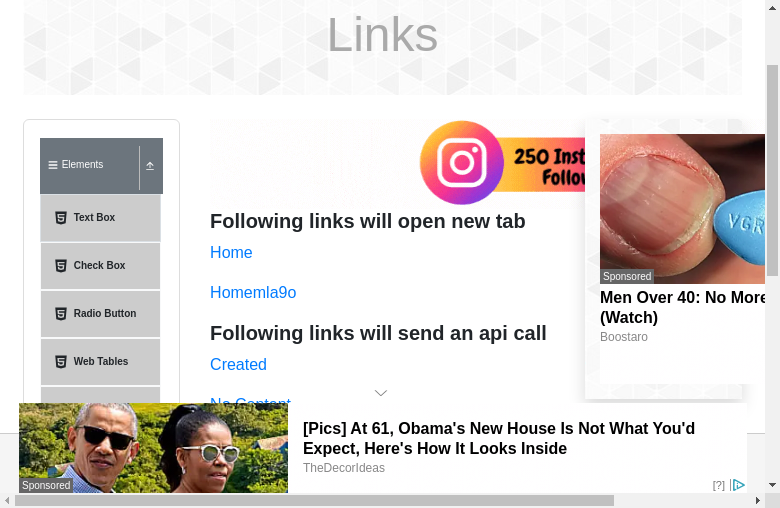 Links
Elements
Text Box
Check Box
Radio Button
Web Tables
250 Inst
Follow
Following links will open new tab
Home
Homemla9o
Following links will send an api call
Created
No Content
VGR
Sponsored
Men Over 40: No More
(Watch)
Boostaro
Sponsored
[Pics] At 61, Obama's New House Is Not What You'd
Expect, Here's How It Looks Inside
TheDecorIdeas
[?]